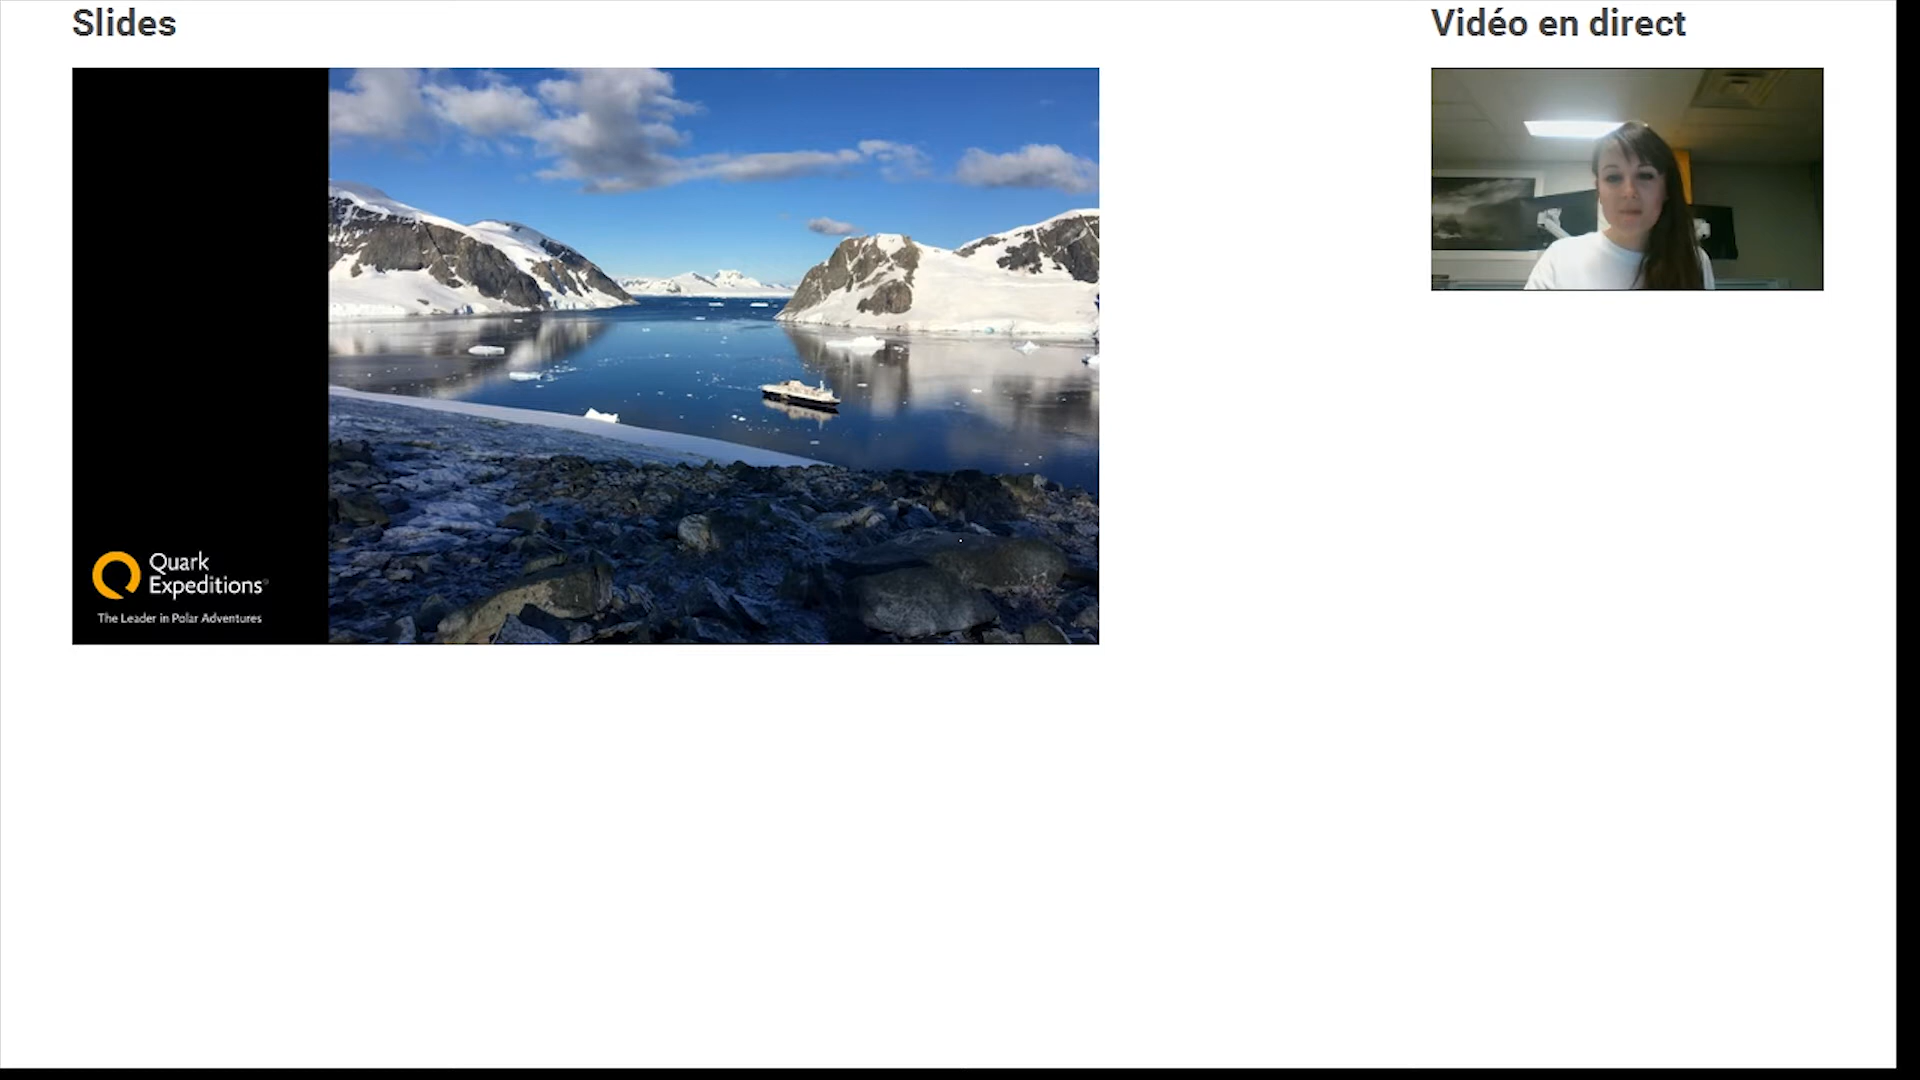 Slides
Vidéo en direct
Quark
Expeditions®
The Leader in Polar Adventures